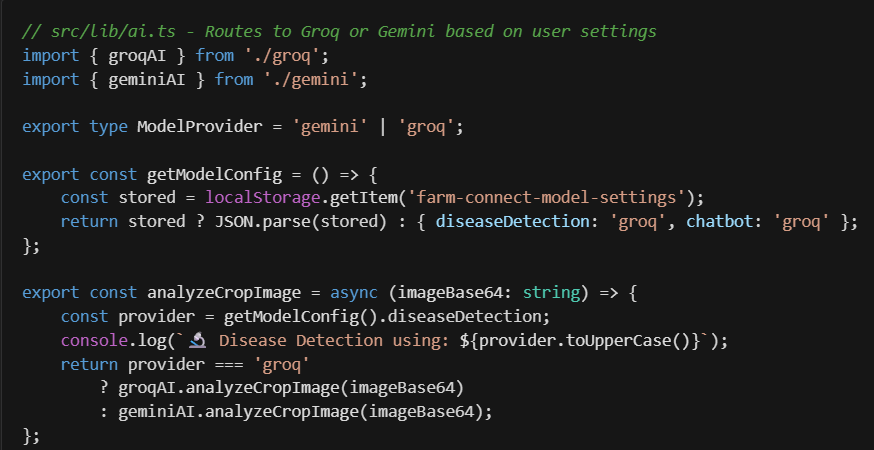 // src/lib/ai.ts - Routes to Groq or Gemini based on user settings
import { groqAI } from './groq';
import { geminiAI } from './gemini';
export type ModelProvider = 'gemini' | 'groq';
export const getModelConfig = () => {
    const stored = localStorage.getItem('farm-connect-model-settings');
    return stored ? JSON.parse(stored) : { diseaseDetection: 'groq', chatbot: 'groq' };
};
export const analyzeCropImage = async (imageBase64: string) => {
    const provider = getModelConfig().diseaseDetection;
    console.log(`🔬 Disease Detection using: ${provider.toUpperCase()}`);
    return provider === 'groq'
        ? groqAI.analyzeCropImage(imageBase64)
        : geminiAI.analyzeCropImage(imageBase64);
};